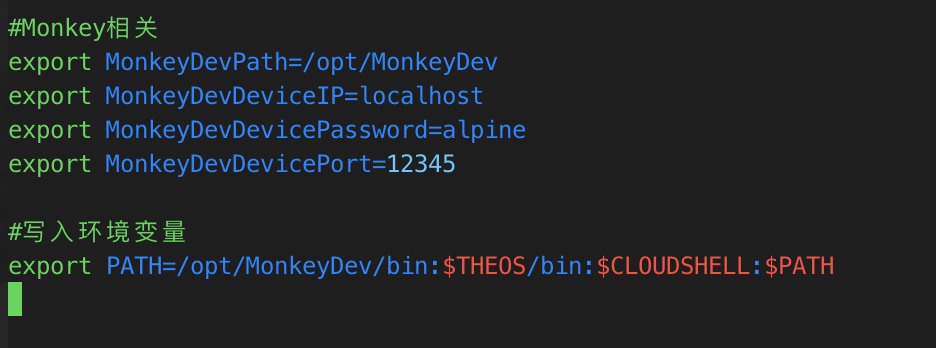 #Monkey相关
export MonkeyDevPath=/opt/MonkeyDev
export MonkeyDevDeviceIP=localhost
export MonkeyDevDevicePassword=alpine
export MonkeyDevDevicePort=12345
#写入环境变量
export PATH=/opt/MonkeyDev/bin:$THEOS/bin:$CLOUDSHELL:$PATH